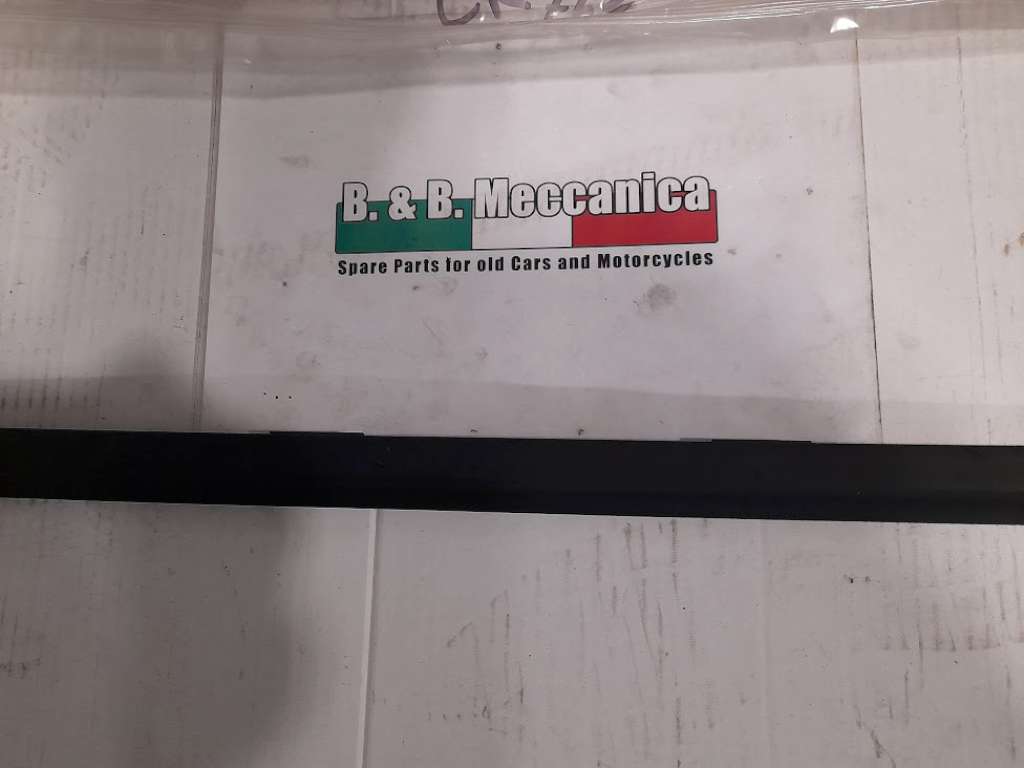 B. & B. Meccanica
Spare Parts for old Cars and Motorcycles